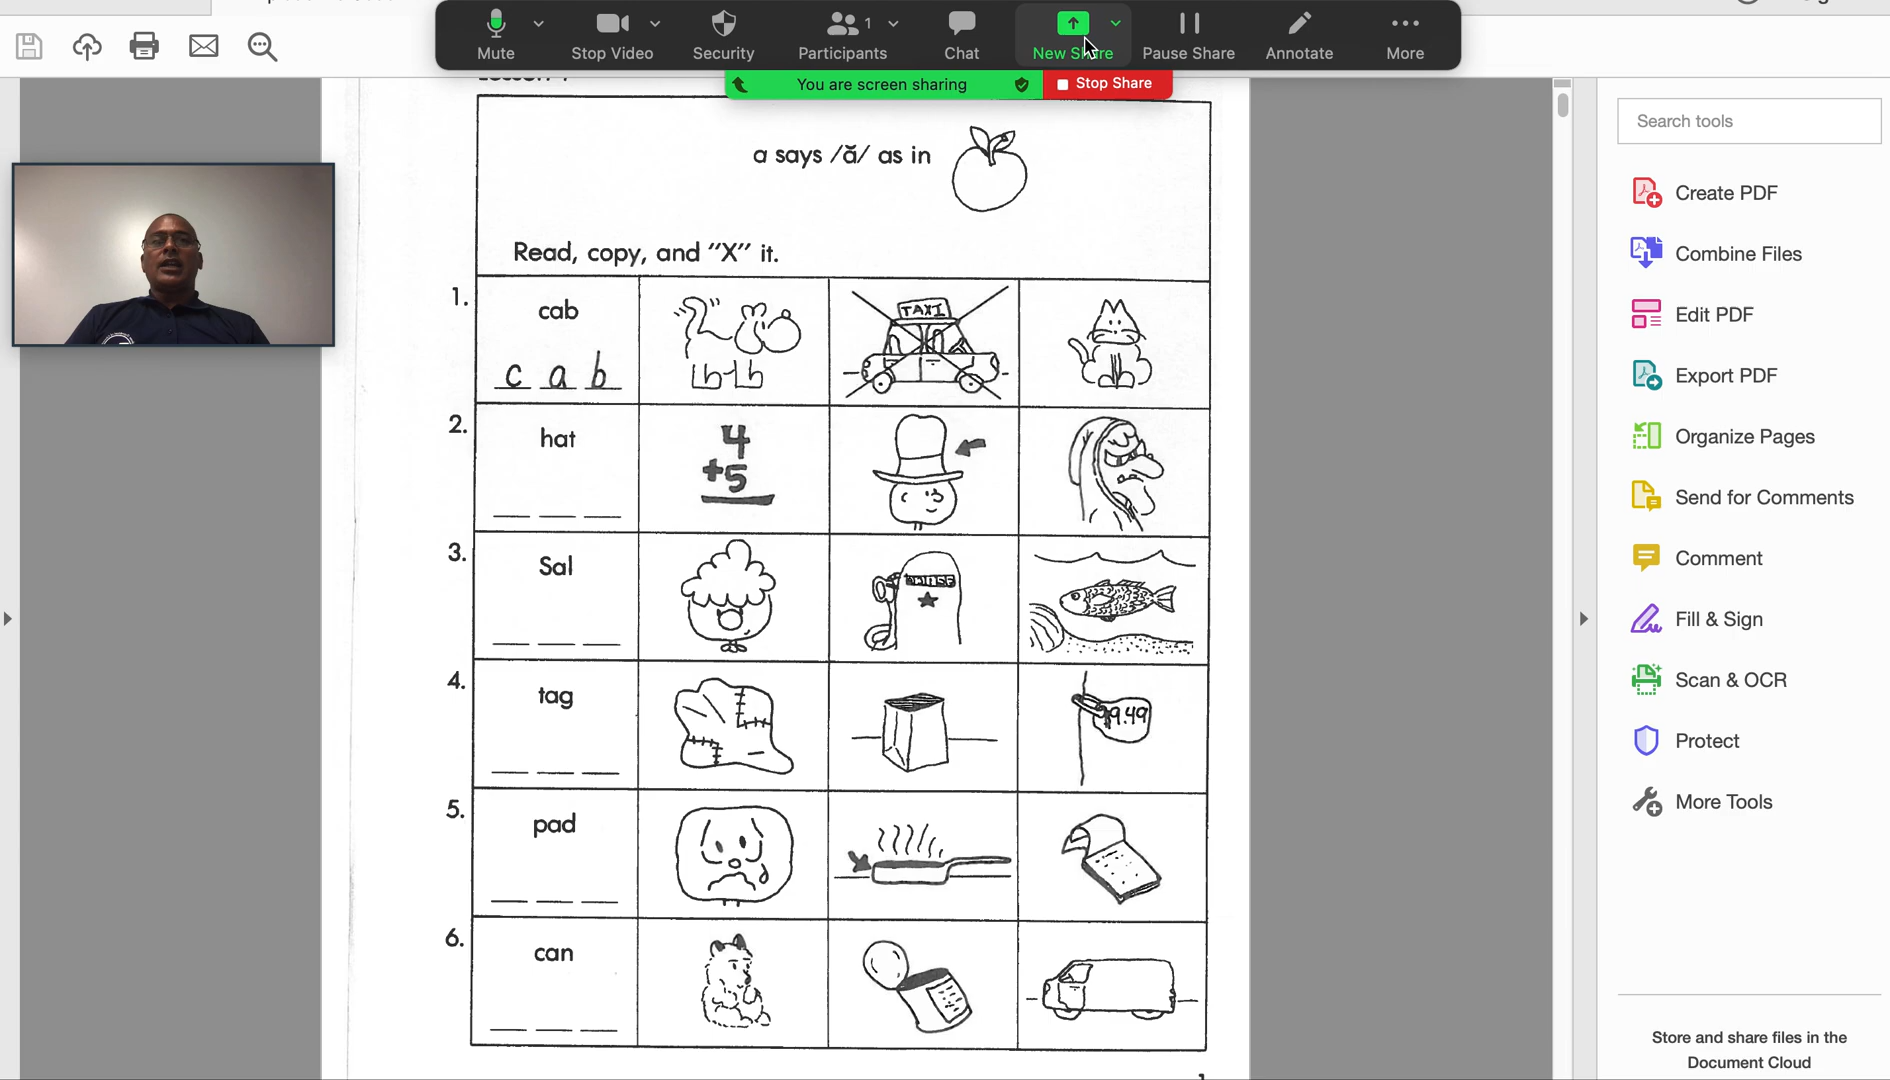 Mute
Stop Video
Security
1
Participants
Chat
New Share
Pause Share
Annotate
More
You are screen sharing
Stop Share
Search tools
Create PDF
Combine Files
Edit PDF
Export PDF
Organize Pages
Send for Comments
Comment
Fill & Sign
Scan & OCR
Protect
More Tools
Store and share files in the
Document Cloud
a says /ă/ as in
Read, copy, and "X" it.
1.
cab
c a b
TAXI
2.
hat
4
+5
3.
Sal
4.
tag
9.49
5.
pad
6.
can